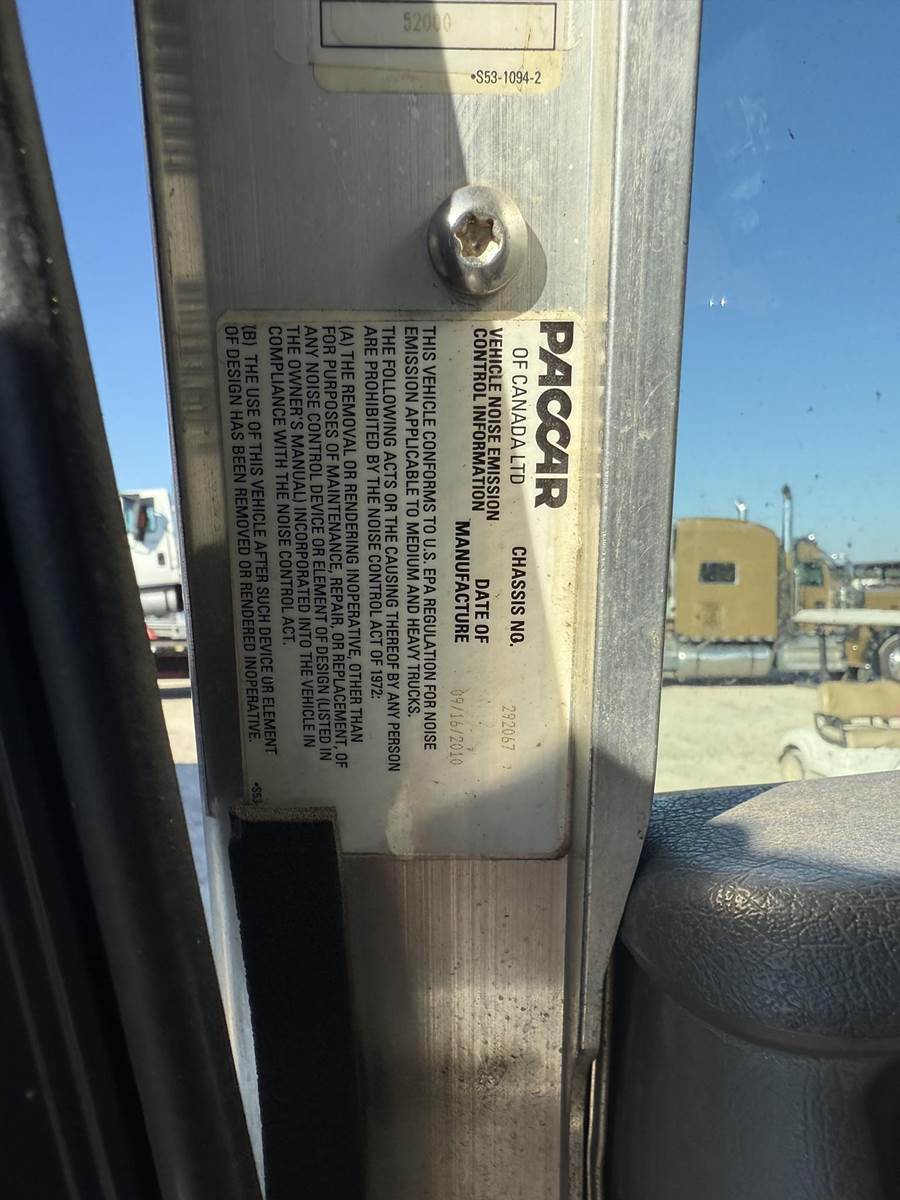 52000
•S53-1094-2
PACCAR
OF CANADA LTD
VEHICLE NOISE EMISSION
CONTROL INFORMATION
CHASSIS NO. 292067
DATE OF
MANUFACTURE 09/16/2010
THIS VEHICLE CONFORMS TO U.S. EPA REGULATION FOR NOISE
EMISSION APPLICABLE TO MEDIUM AND HEAVY TRUCKS.
THE FOLLOWING ACTS OR THE CAUSING THEREOF BY ANY PERSON
ARE PROHIBITED BY THE NOISE CONTROL ACT OF 1972:
(A) THE REMOVAL OR RENDERING INOPERATIVE, OTHER THAN
FOR PURPOSES OF MAINTENANCE, REPAIR, OR REPLACEMENT, OF
ANY NOISE CONTROL DEVICE OR ELEMENT OF DESIGN (LISTED IN
THE OWNER'S MANUAL) INCORPORATED INTO THE VEHICLE IN
COMPLIANCE WITH THE NOISE CONTROL ACT.
(B) THE USE OF THIS VEHICLE AFTER SUCH DEVICE OR ELEMENT
OF DESIGN HAS BEEN REMOVED OR RENDERED INOPERATIVE.
•S53